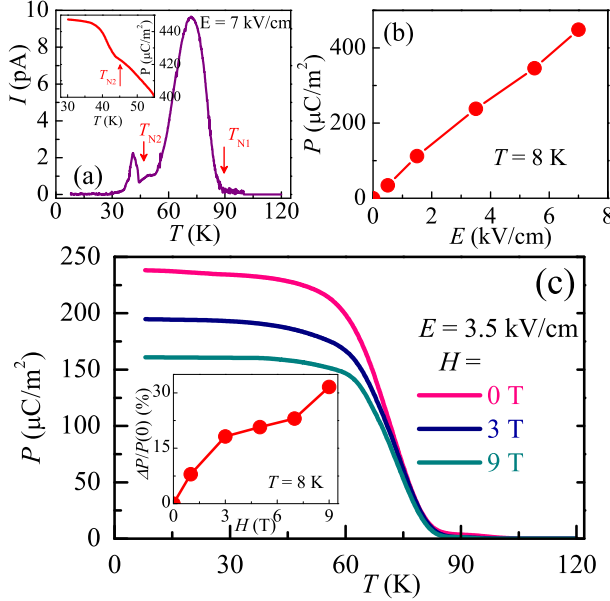 E = 7 kV/cm
10
8
6
4
2
0
I (pA)
0 30 60 90 120
T (K)
(a)
T_N2
T_N1
P (μC/m²)
440
420
400
30 40 50
T (K)
T_N2
(b)
400
200
0
P (μC/m²)
0 2 4 6 8
E (kV/cm)
T = 8 K
(c)
250
200
150
100
50
0
P (μC/m²)
0 30 60 90 120
T (K)
E = 3.5 kV/cm
H =
0 T
3 T
9 T
30
15
0
ΔP/P(0) (%)
0 3 6 9
H (T)
T = 8 K